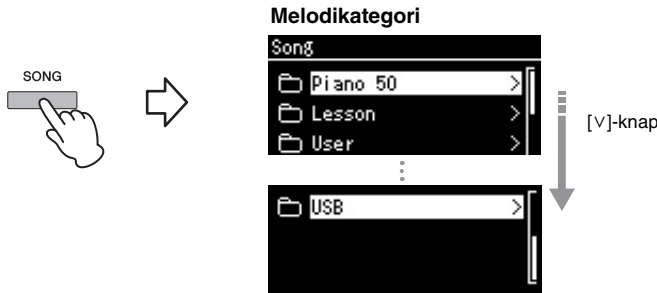 Melodikategori
SONG
Song
Piano 50 >
Lesson >
User >
[∨]-knap
USB >